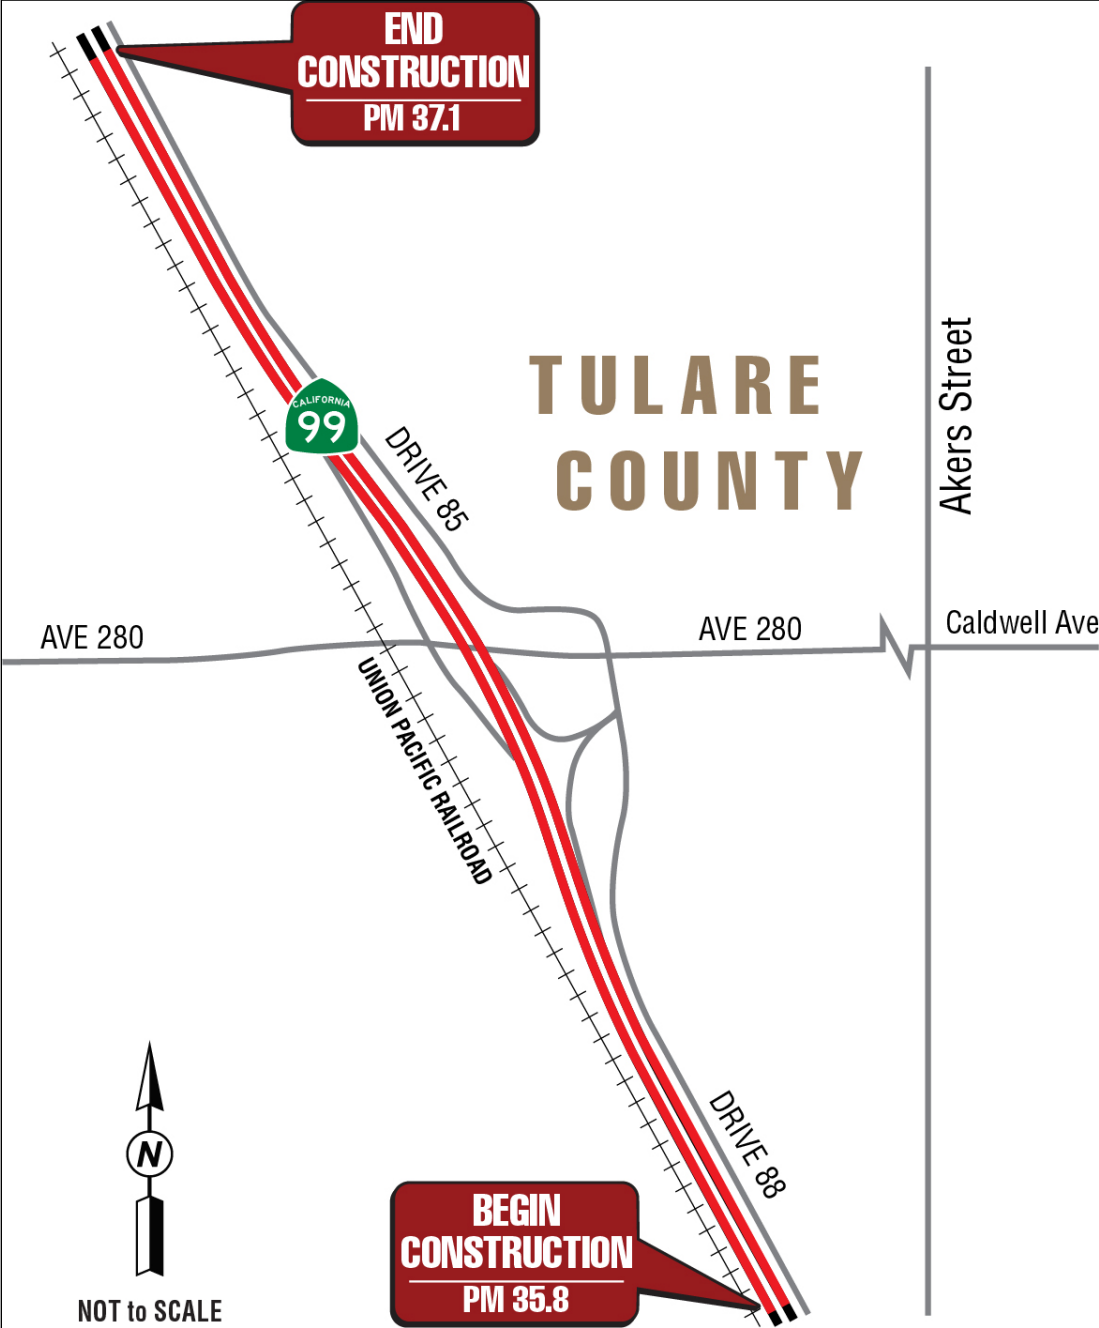 END
CONSTRUCTION
PM 37.1
CALIFORNIA
99
DRIVE 85
TULARE
COUNTY
Akers Street
AVE 280
AVE 280
Caldwell Ave
UNION PACIFIC RAILROAD
DRIVE 88
N
NOT to SCALE
BEGIN
CONSTRUCTION
PM 35.8